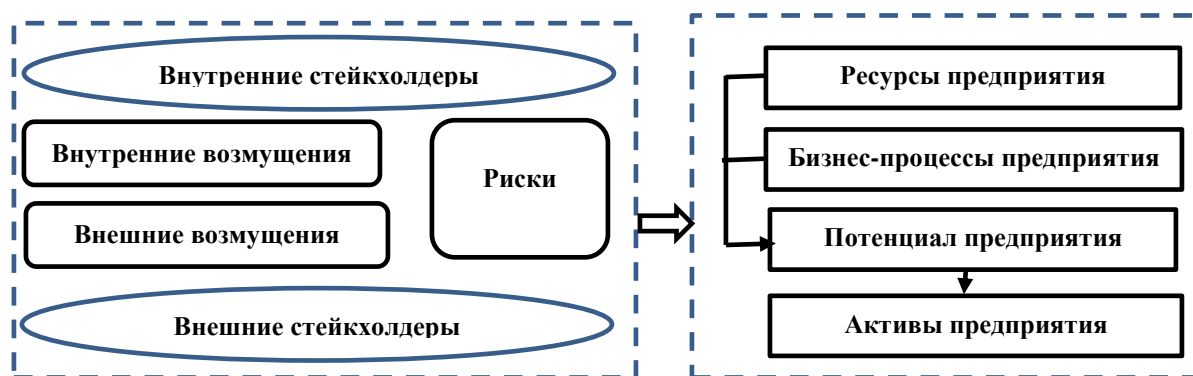 Внутренние стейкхолдеры
Внутренние возмущения
Риски
Внешние возмущения
Внешние стейкхолдеры
Ресурсы предприятия
Бизнес-процессы предприятия
Потенциал предприятия
Активы предприятия